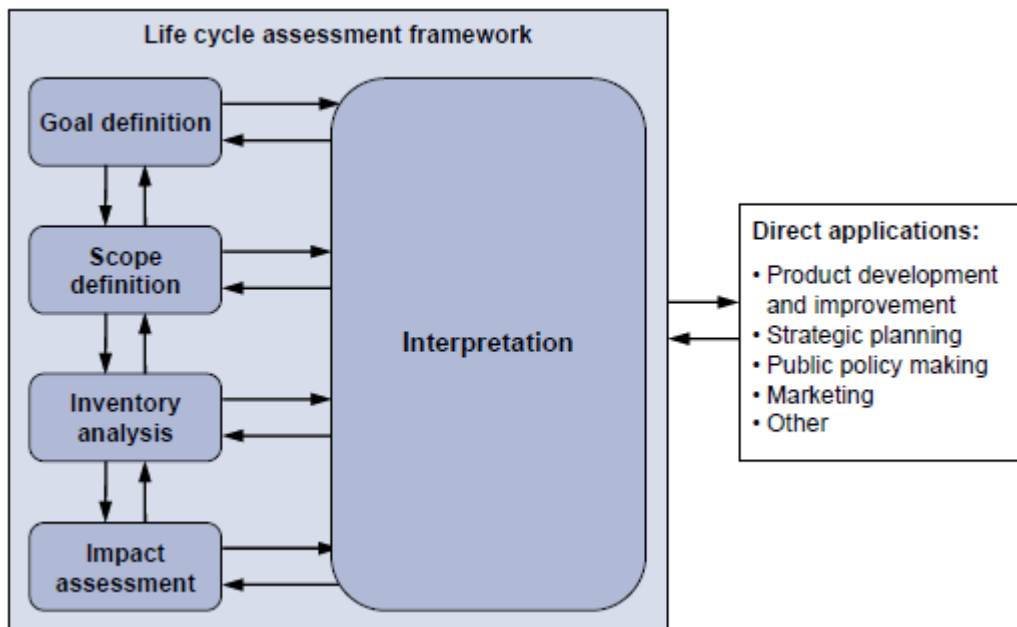 Life cycle assessment framework
Goal definition
Scope
definition
Inventory
analysis
Impact
assessment
Interpretation
Direct applications:
• Product development
and improvement
• Strategic planning
• Public policy making
• Marketing
• Other